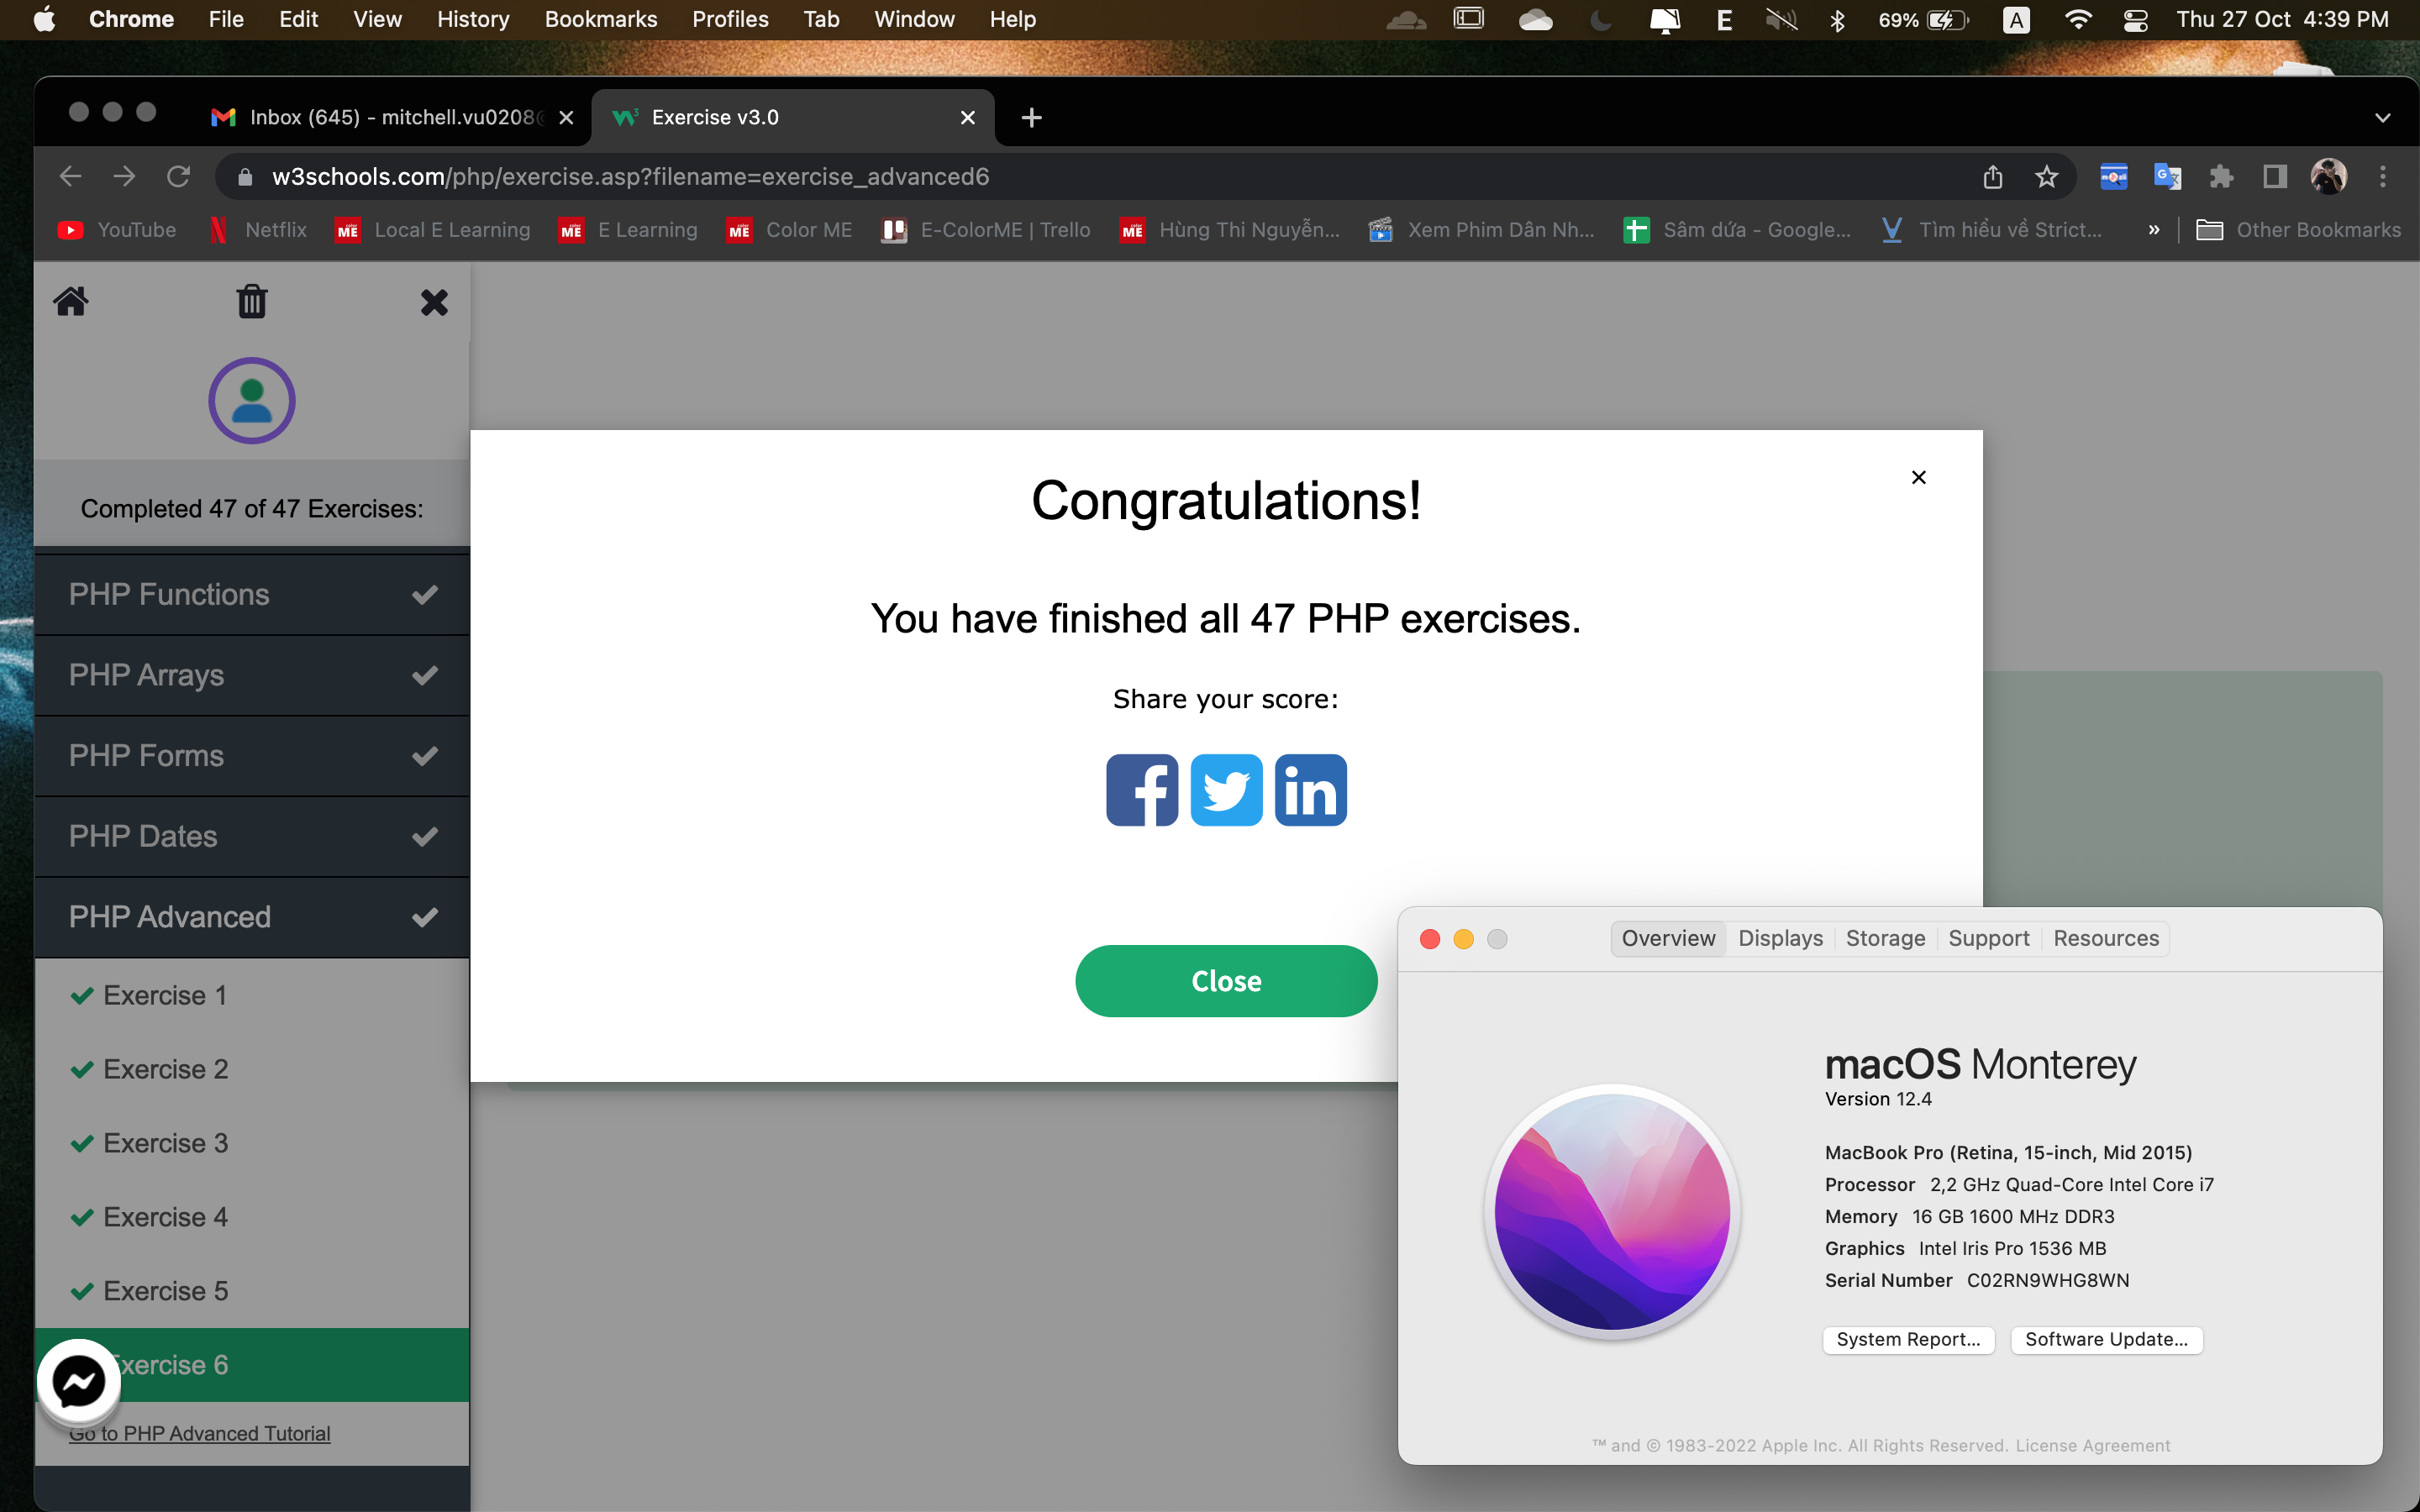 Chrome File Edit View History Bookmarks Profiles Tab Window Help E 69% A Thu 27 Oct 4:39 PM
Inbox (645) - mitchell.vu0208@ Exercise v3.0
w3schools.com/php/exercise.asp?filename=exercise_advanced6
YouTube Netflix ME Local E Learning ME E Learning ME Color ME E-ColorME | Trello ME Hùng Thi Nguyễn... Xem Phim Dân Nh... Sâm dứa - Google... Tìm hiểu về Strict... » Other Bookmarks
Completed 47 of 47 Exercises:
PHP Functions
PHP Arrays
PHP Forms
PHP Dates
PHP Advanced
Exercise 1
Exercise 2
Exercise 3
Exercise 4
Exercise 5
Exercise 6
Go to PHP Advanced Tutorial
Congratulations!
You have finished all 47 PHP exercises.
Share your score:
Close
Overview Displays Storage Support Resources
macOS Monterey
Version 12.4
MacBook Pro (Retina, 15-inch, Mid 2015)
Processor 2,2 GHz Quad-Core Intel Core i7
Memory 16 GB 1600 MHz DDR3
Graphics Intel Iris Pro 1536 MB
Serial Number C02RN9WHG8WN
System Report... Software Update...
™ and © 1983-2022 Apple Inc. All Rights Reserved. License Agreement